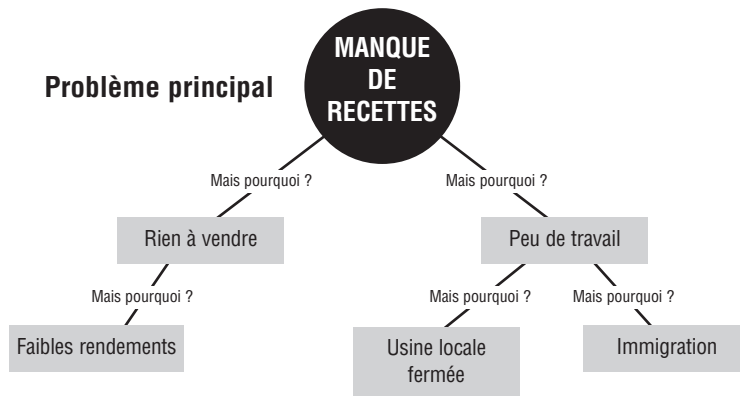 MANQUE
DE
RECETTES
Problème principal
Mais pourquoi ?
Mais pourquoi ?
Rien à vendre
Peu de travail
Mais pourquoi ?
Mais pourquoi ?
Mais pourquoi ?
Faibles rendements
Usine locale
fermée
Immigration